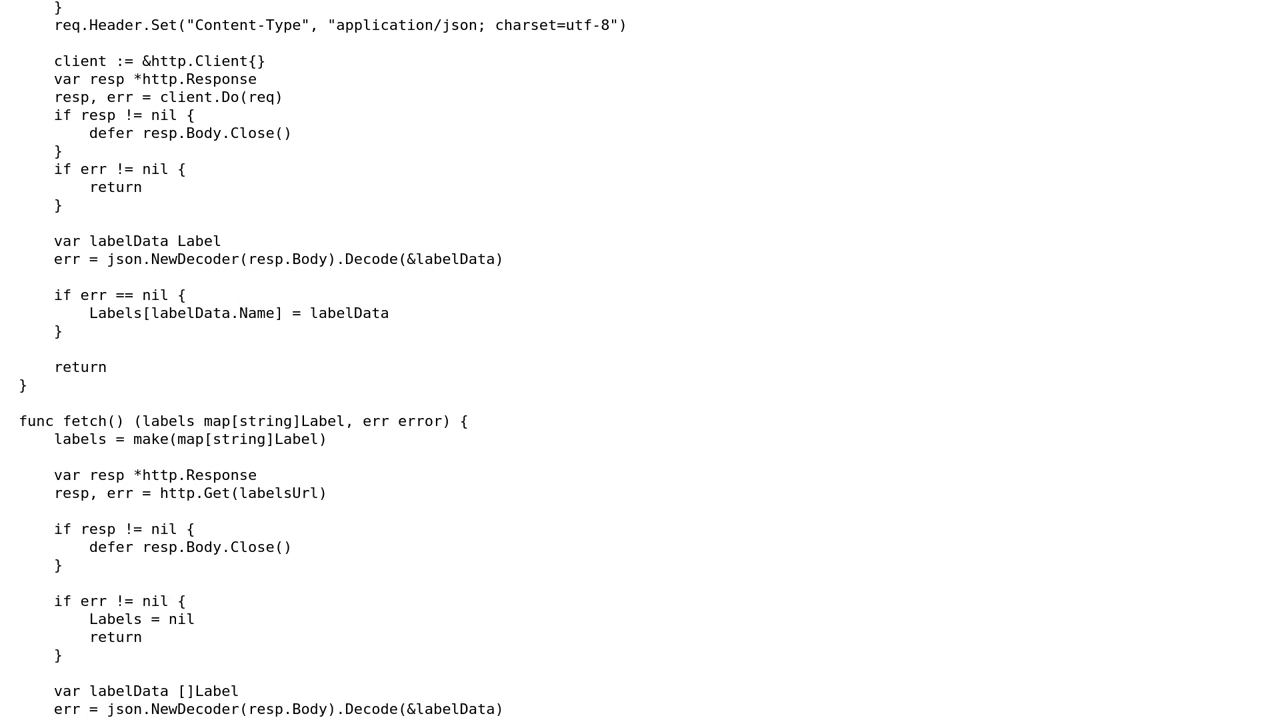 }
    req.Header.Set("Content-Type", "application/json; charset=utf-8")

    client := &http.Client{}
    var resp *http.Response
    resp, err = client.Do(req)
    if resp != nil {
        defer resp.Body.Close()
    }
    if err != nil {
        return
    }

    var labelData Label
    err = json.NewDecoder(resp.Body).Decode(&labelData)

    if err == nil {
        Labels[labelData.Name] = labelData
    }

    return
}

func fetch() (labels map[string]Label, err error) {
    labels = make(map[string]Label)

    var resp *http.Response
    resp, err = http.Get(labelsUrl)

    if resp != nil {
        defer resp.Body.Close()
    }

    if err != nil {
        Labels = nil
        return
    }

    var labelData []Label
    err = json.NewDecoder(resp.Body).Decode(&labelData)